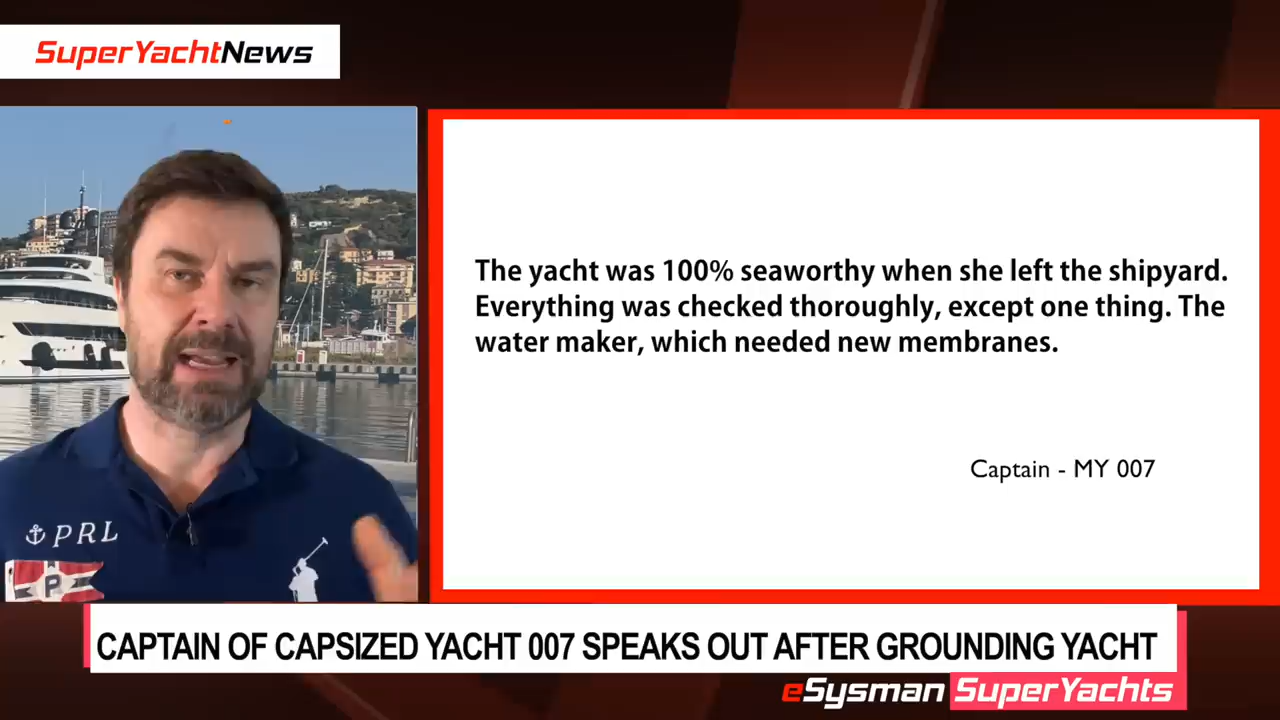 SuperYachtNews
The yacht was 100% seaworthy when she left the shipyard.
Everything was checked thoroughly, except one thing. The
water maker, which needed new membranes.
Captain - MY 007
PRL
P
CAPTAIN OF CAPSIZED YACHT 007 SPEAKS OUT AFTER GROUNDING YACHT
eSysman SuperYachts